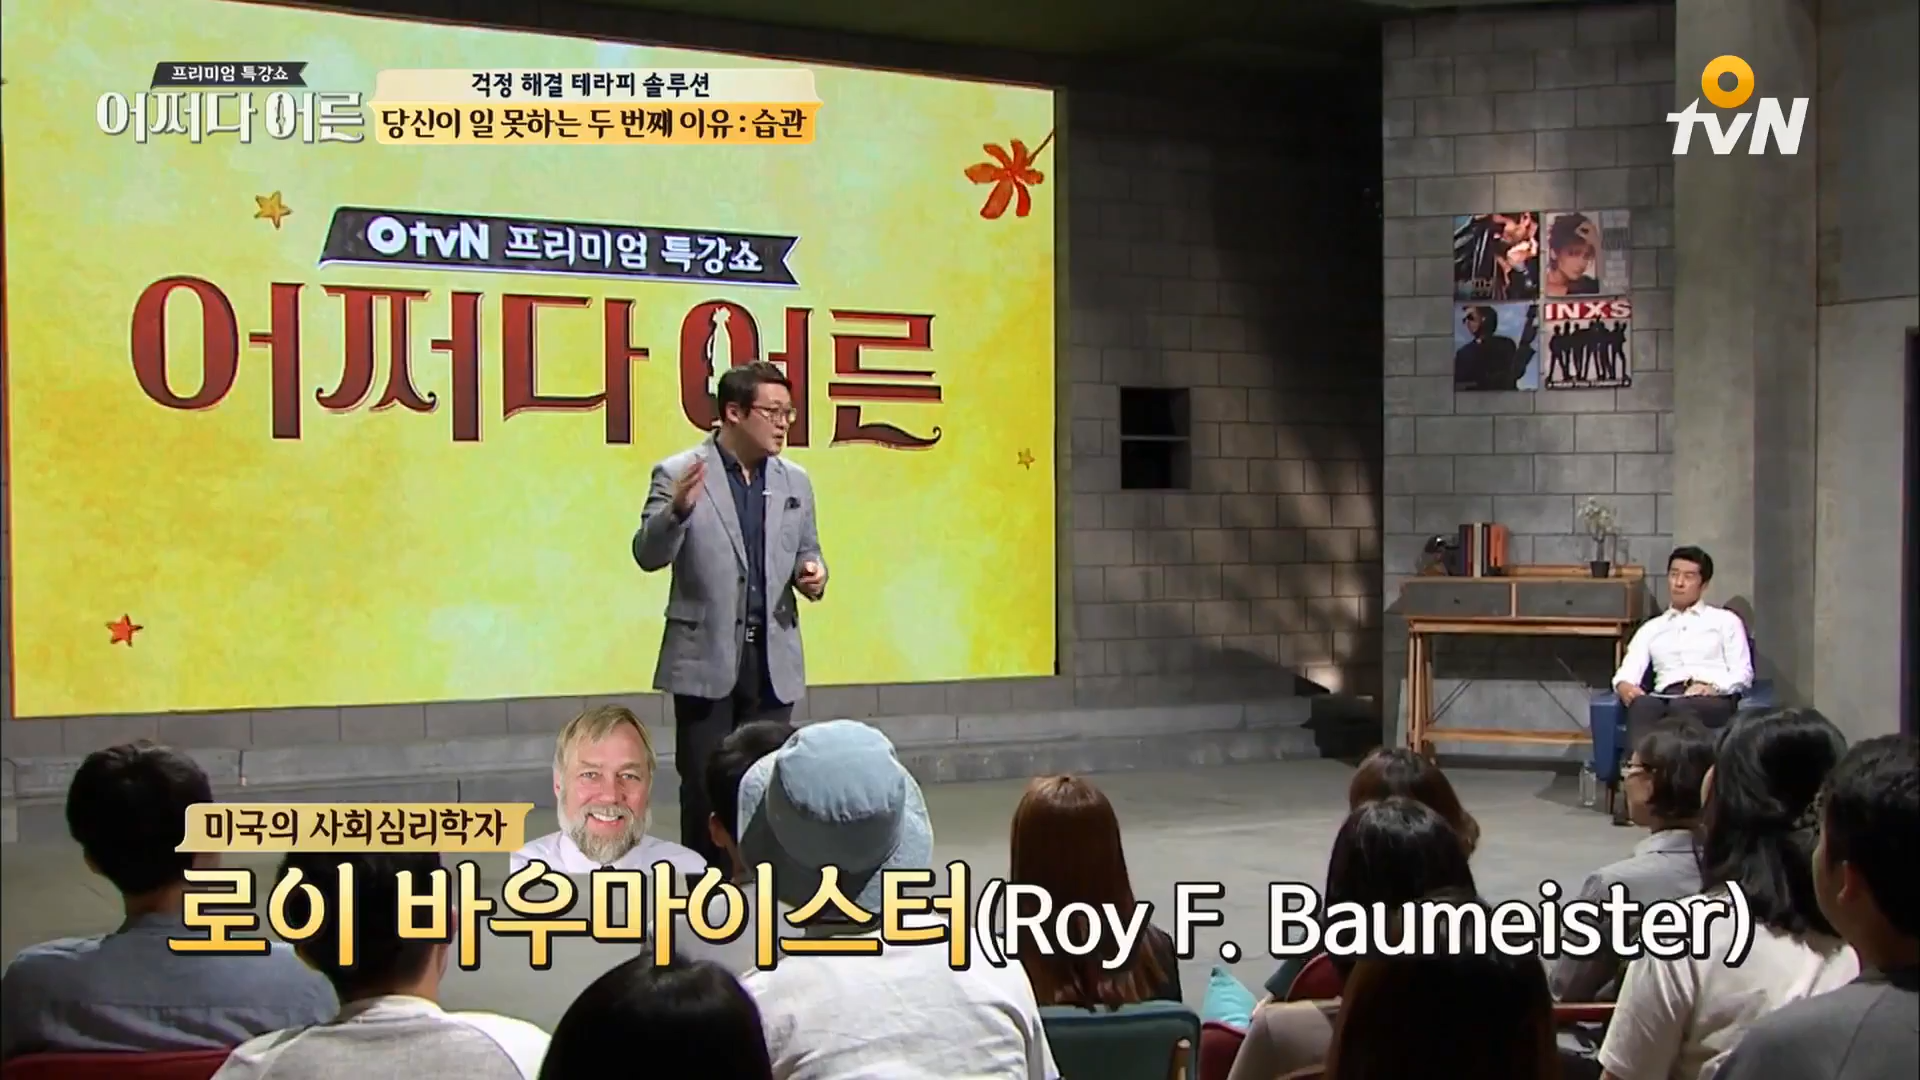 프리미엄 특강쇼
어쩌다 어른
걱정 해결 테라피 솔루션
당신이 일 못하는 두 번째 이유 : 습관
tvN
OtvN 프리미엄 특강쇼
어쩌다 어른
INXS
미국의 사회심리학자
로이 바우마이스터(Roy F. Baumeister)